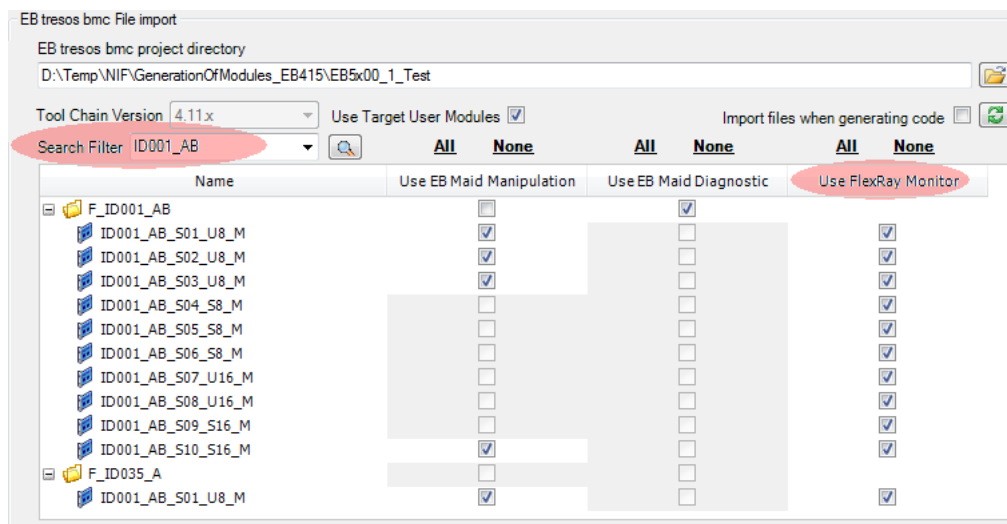 EB tresos bmc File import
EB tresos bmc project directory
D:\Temp\NIF\GenerationOfModules_EB415\EB5x00_1_Test
Tool Chain Version 4.11.x Use Target User Modules Import files when generating code
Search Filter ID001_AB All None All None All None
Name Use EB Maid Manipulation Use EB Maid Diagnostic Use FlexRay Monitor
F_ID001_AB
ID001_AB_S01_U8_M
ID001_AB_S02_U8_M
ID001_AB_S03_U8_M
ID001_AB_S04_S8_M
ID001_AB_S05_S8_M
ID001_AB_S06_S8_M
ID001_AB_S07_U16_M
ID001_AB_S08_U16_M
ID001_AB_S09_S16_M
ID001_AB_S10_S16_M
F_ID035_A
ID001_AB_S01_U8_M